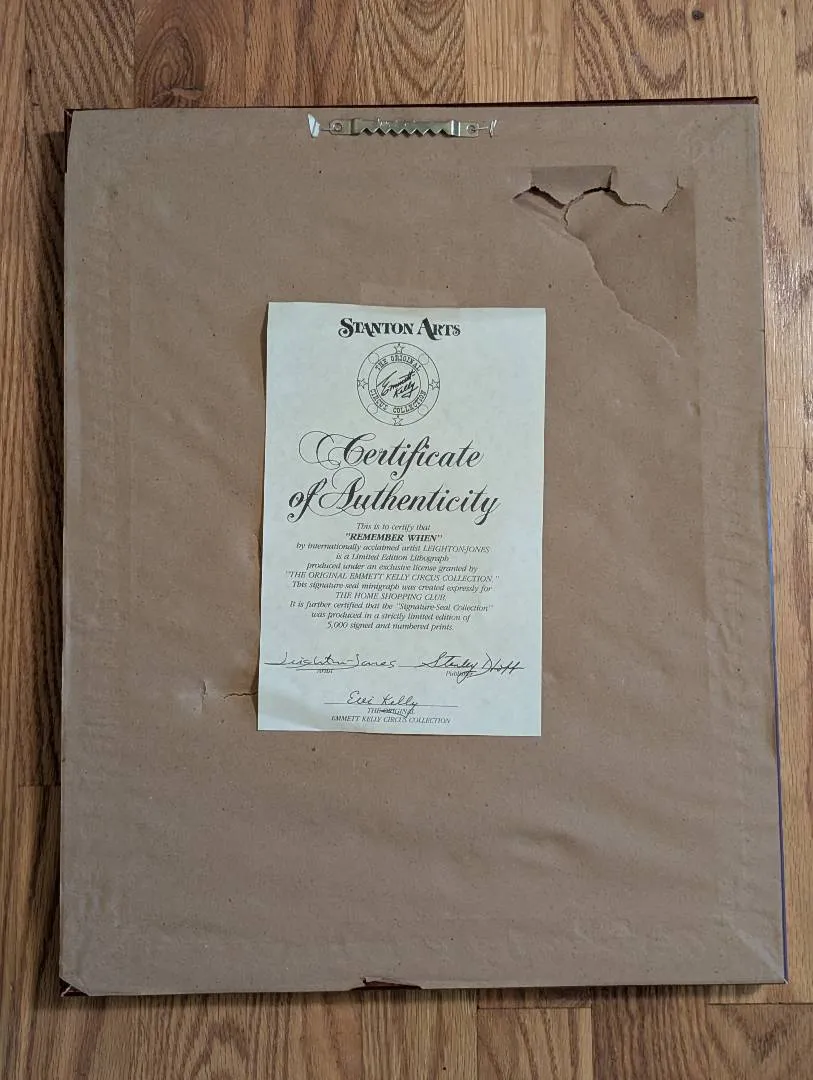 STANTON ARTS
THE ORIGINAL
Emmett
Kelly
CIRCUS COLLECTION
Certificate
of Authenticity
This is to certify that
"REMEMBER WHEN"
by internationally acclaimed artist LEIGHTON-JONES
is a Limited Edition Lithograph
produced under an exclusive license granted by
"THE ORIGINAL EMMETT KELLY CIRCUS COLLECTION."
This signature-seal minigraph was created expressly for
THE HOME SHOPPING CLUB.
It is further certified that the "Signature-Seal Collection"
was produced in a strictly limited edition of
5,000 signed and numbered prints.
Leighton-Jones Stanley
Artist Publisher
Evi Kelly
THE ORIGINAL
EMMETT KELLY CIRCUS COLLECTION